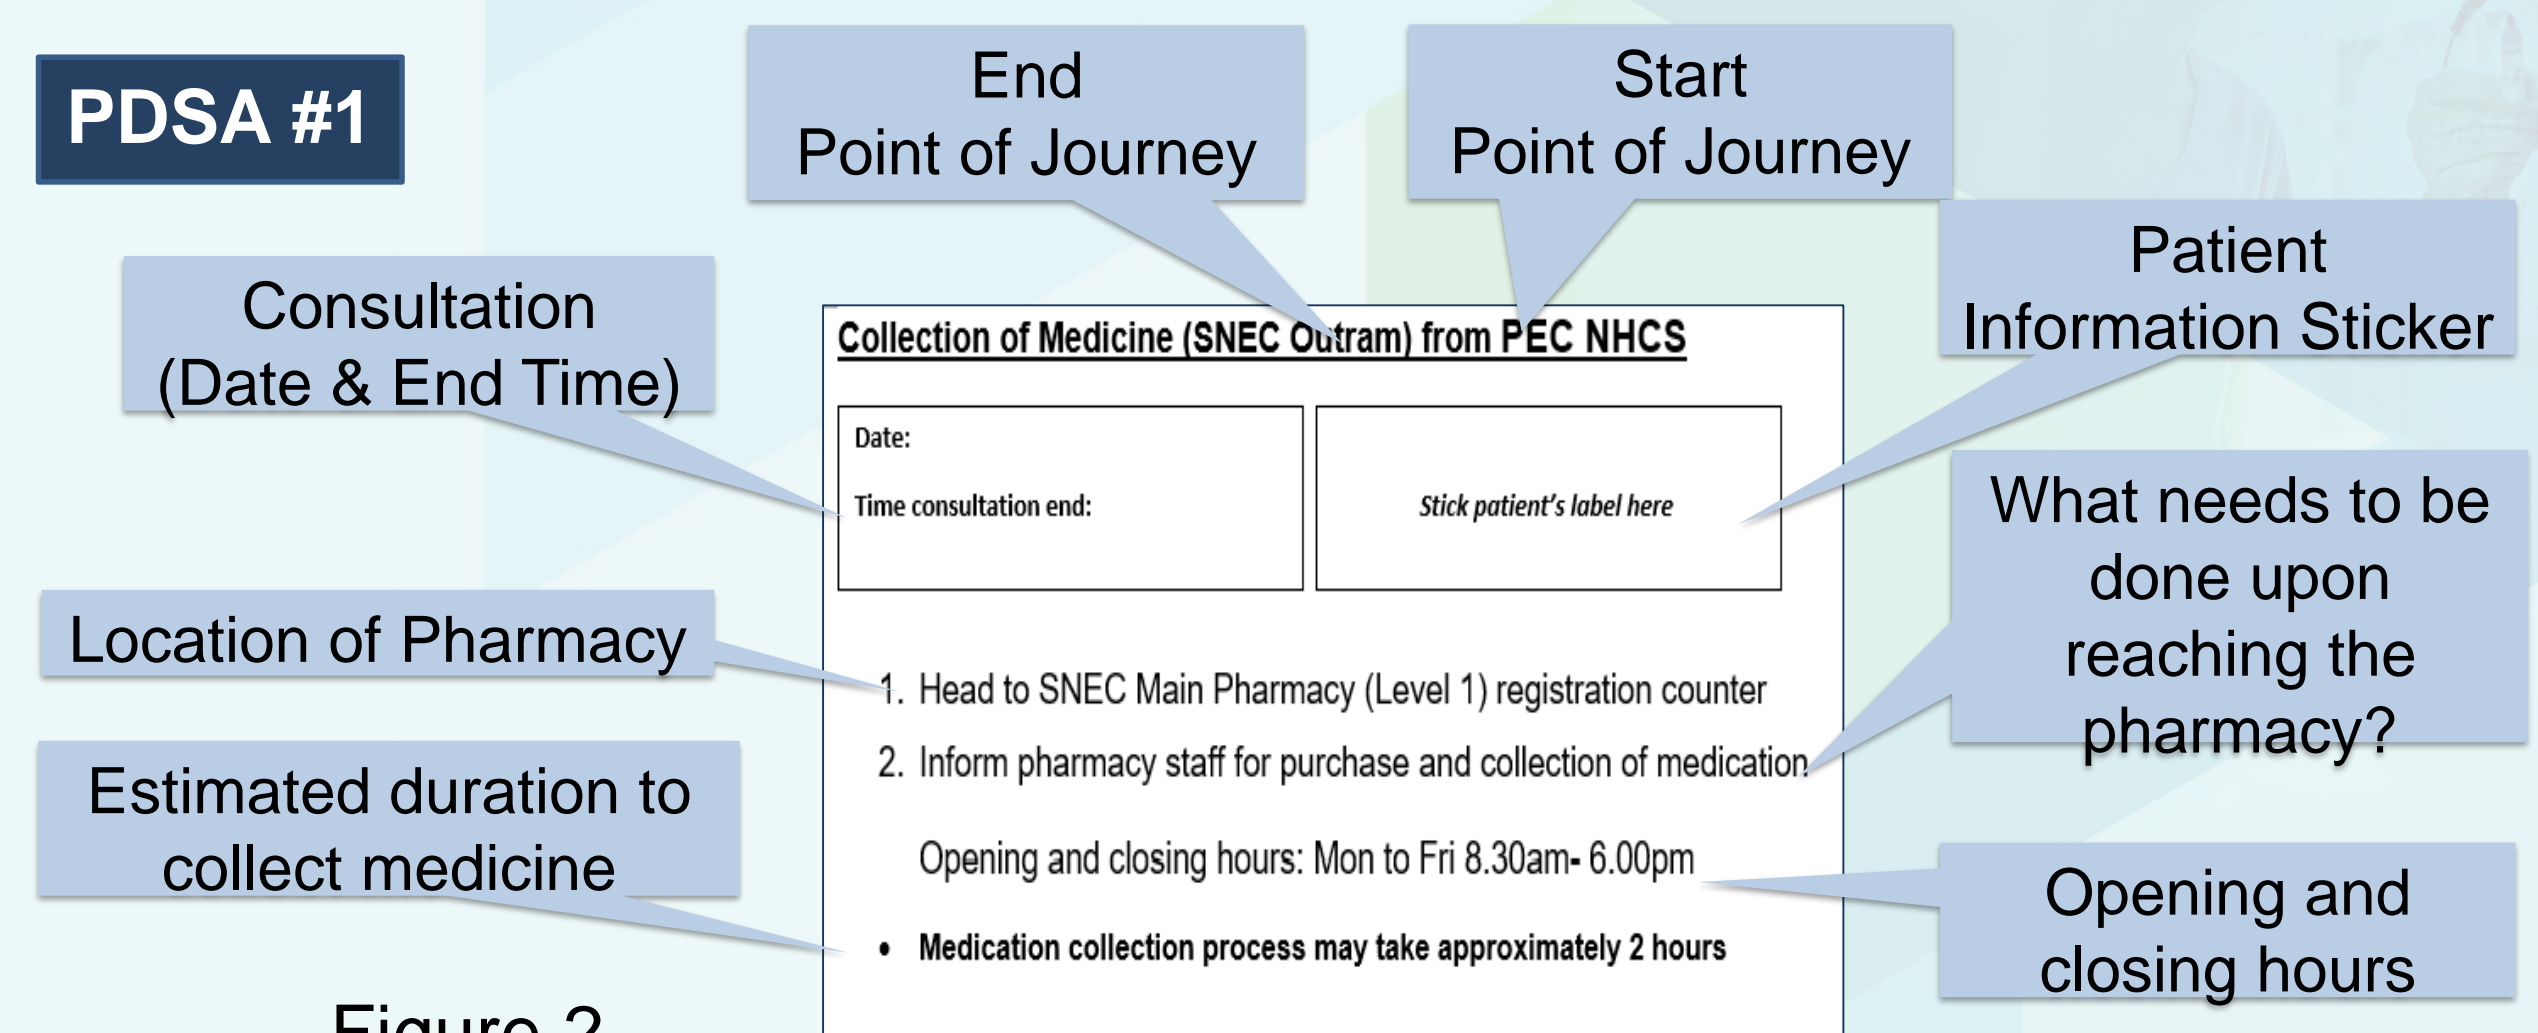 PDSA #1
End
Point of Journey
Start
Point of Journey
Consultation
(Date & End Time)
Patient
Information Sticker
Collection of Medicine (SNEC Outram) from PEC NHCS
Date:
Time consultation end:
Stick patient's label here
Location of Pharmacy
What needs to be
done upon
reaching the
pharmacy?
1. Head to SNEC Main Pharmacy (Level 1) registration counter
2. Inform pharmacy staff for purchase and collection of medication
Estimated duration to
collect medicine
Opening and closing hours: Mon to Fri 8.30am- 6.00pm
Opening and
closing hours
• Medication collection process may take approximately 2 hours
Figure 2